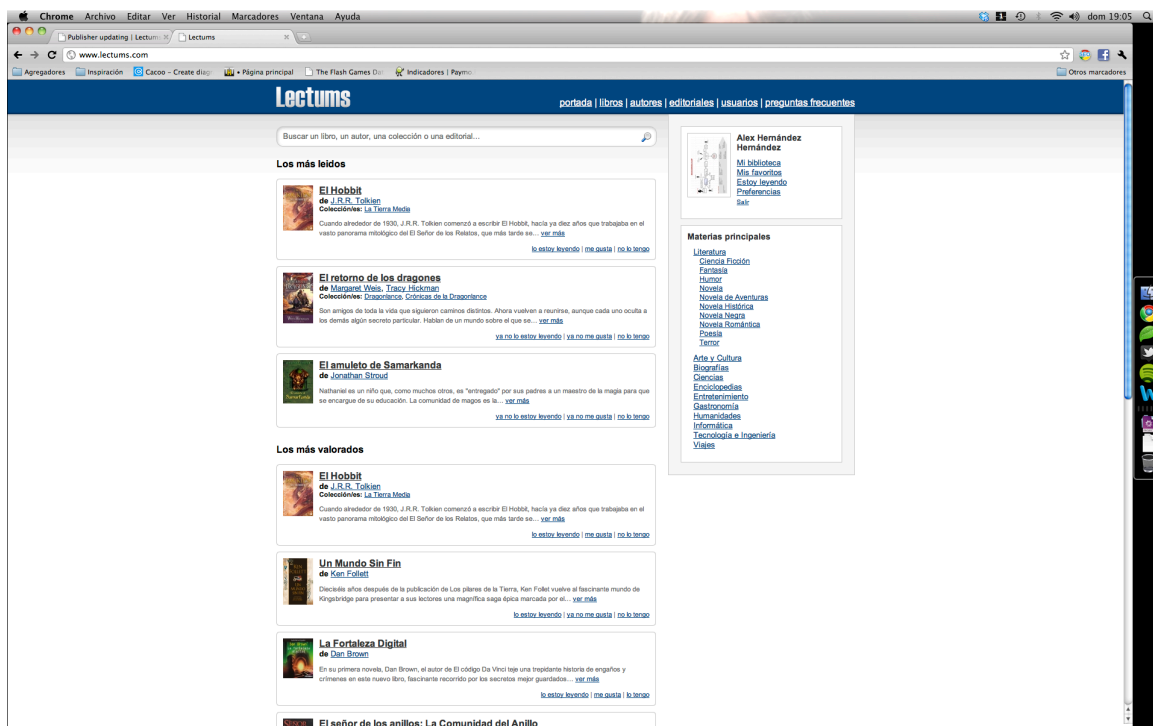 Chrome Archivo Editar Ver Historial Marcadores Ventana Ayuda dom 19:05
Publisher updating | Lectum Lectums
www.lectums.com
Agregadores Inspiración Cacoo - Create diag • Página principal The Flash Games Da Indicadores | Paymo Otros marcadores
Lectums
portada | libros | autores | editoriales | usuarios | preguntas frecuentes
Buscar un libro, un autor, una colección o una editorial...
Los más leidos
El Hobbit
de J.R.R. Tolkien
Colección/es: La Tierra Media
Cuando alrededor de 1930, J.R.R. Tolkien comenzó a escribir El Hobbit, hacía ya diez años que trabajaba en el
vasto panorama mitológico del El Señor de los Relatos, que más tarde se... ver más
lo estoy leyendo | me gusta | no lo tengo
El retorno de los dragones
de Margaret Weis, Tracy Hickman
Colección/es: Dragonlance, Crónicas de la Dragonlance
Son amigos de toda la vida que siguieron caminos distintos. Ahora vuelven a reunirse, aunque cada uno oculta a
los demás algún secreto particular. Hablan de un mundo sobre el que se... ver más
ya no lo estoy leyendo | me gusta | no lo tengo
El amuleto de Samarkanda
de Jonathan Stroud
Nathaniel es un niño que, como muchos otros, es "entregado" por sus padres a un maestro de la magia para que
se encargue de su educación. La comunidad de magos es la... ver más
ya no lo estoy leyendo | ya no me gusta | no lo tengo
Los más valorados
El Hobbit
de J.R.R. Tolkien
Colección/es: La Tierra Media
Cuando alrededor de 1930, J.R.R. Tolkien comenzó a escribir El Hobbit, hacía ya diez años que trabajaba en el
vasto panorama mitológico del El Señor de los Relatos, que más tarde se... ver más
lo estoy leyendo | me gusta | no lo tengo
Un Mundo Sin Fin
de Ken Follett
Dieciséis años después de la publicación de Los pilares de la Tierra, Ken Follet vuelve al fascinante mundo de
Kingsbridge para presentar a sus lectores una magnífica saga épica marcada por el... ver más
lo estoy leyendo | ya no me gusta | no lo tengo
La Fortaleza Digital
de Dan Brown
En su primera novela, Dan Brown, el autor de El código Da Vinci teje una trepidante historia de engaños y
crímenes en este nuevo libro, fascinante recorrido por los secretos mejor guardados... ver más
lo estoy leyendo | me gusta | lo tengo
El señor de los anillos: La Comunidad del Anillo
Alex Hernández
Hernández
Mi biblioteca
Mis favoritos
Estoy leyendo
Preferencias
Salir
Materias principales
Literatura
Ciencia Ficción
Fantasía
Humor
Novela
Novela de Aventuras
Novela Histórica
Novela Negra
Novela Romántica
Poesía
Terror
Arte y Cultura
Biografías
Ciencias
Enciclopedias
Entretenimiento
Gastronomía
Humanidades
Informática
Tecnología e Ingeniería
Viajes